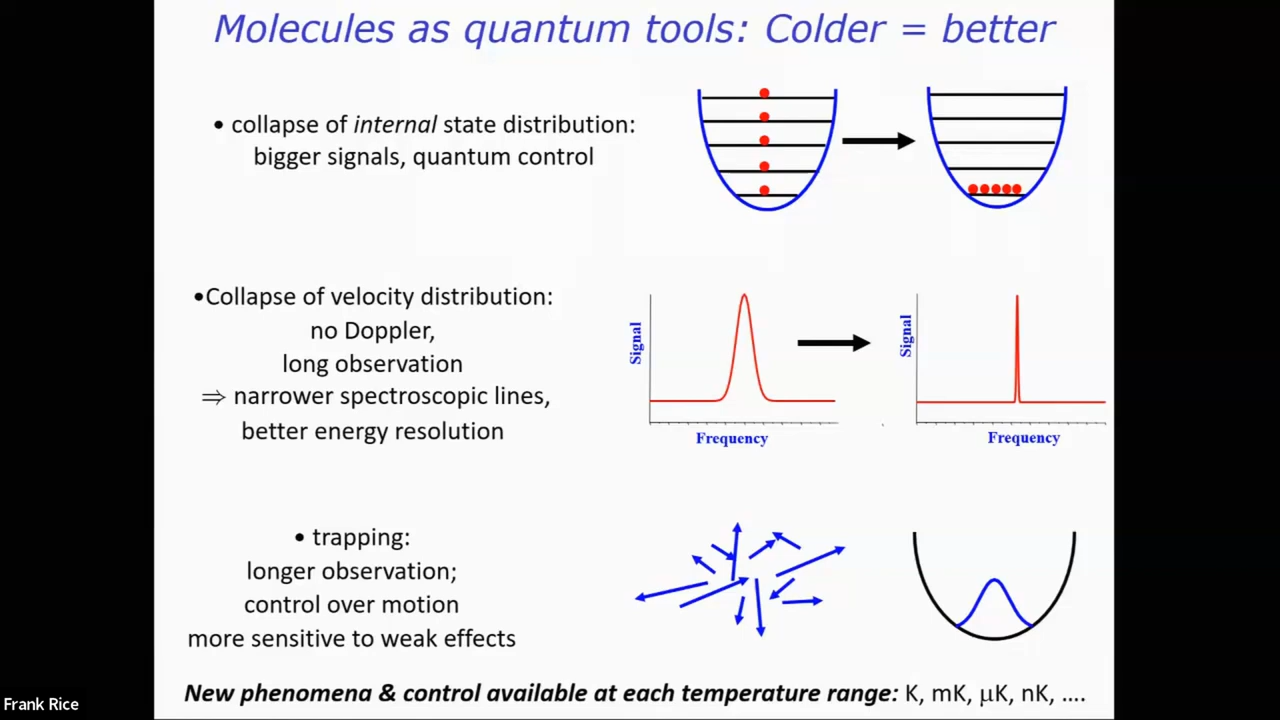 Molecules as quantum tools: Colder = better
• collapse of internal state distribution:
bigger signals, quantum control
•Collapse of velocity distribution:
no Doppler,
long observation
⇒ narrower spectroscopic lines,
better energy resolution
Signal
Frequency
Signal
Frequency
• trapping:
longer observation;
control over motion
more sensitive to weak effects
New phenomena & control available at each temperature range: K, mK, μK, nK, ....
Frank Rice